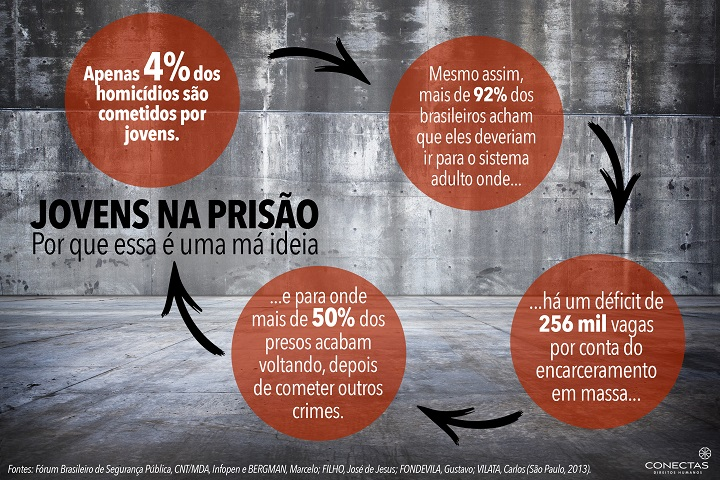 Apenas 4% dos
homicídios são
cometidos por
jovens.
Mesmo assim,
mais de 92% dos
brasileiros acham
que eles deveriam
ir para o sistema
adulto onde...
JOVENS NA PRISÃO
Por que essa é uma má ideia
...há um déficit de
256 mil vagas
por conta do
encarceramento
em massa...
...e para onde
mais de 50% dos
presos acabam
voltando, depois
de cometer outros
crimes.
Fontes: Fórum Brasileiro de Segurança Pública, CNT/MDA, Infopen e BERGMAN, Marcelo; FILHO, José de Jesus; FONDEVILA, Gustavo; VILATA, Carlos (São Paulo, 2013).
CONECTAS
DIREITOS HUMANOS